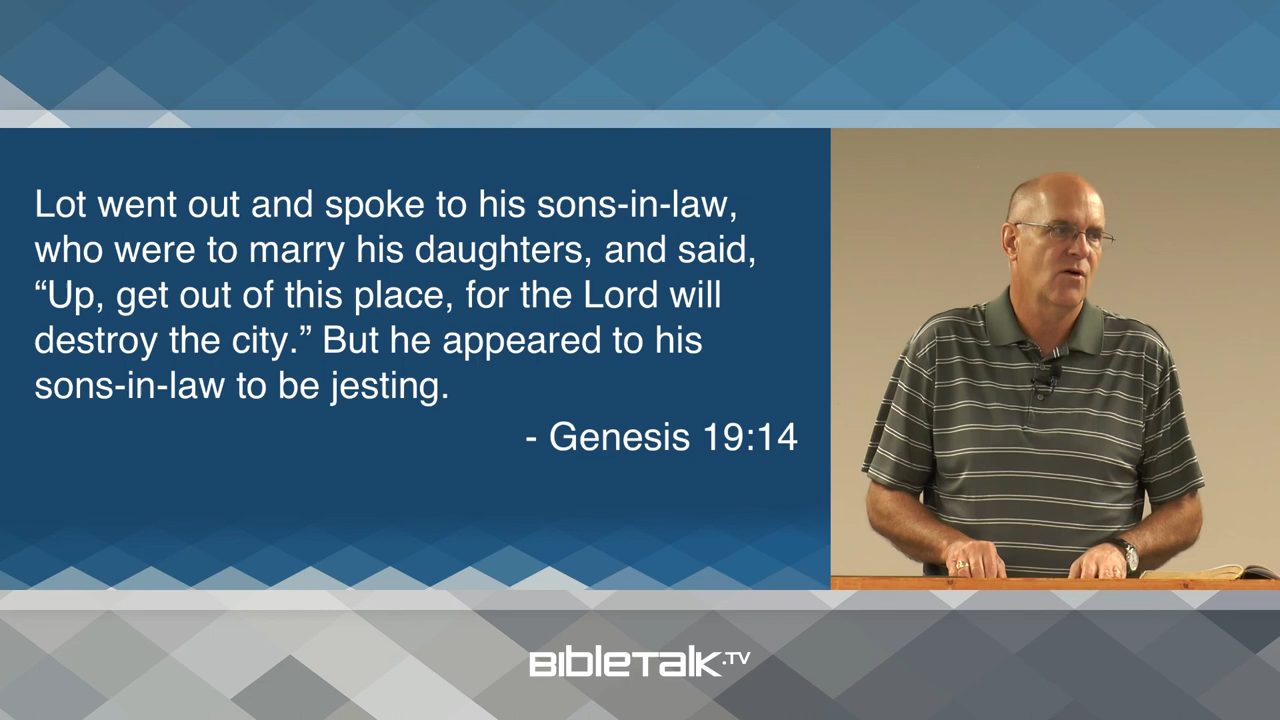 Lot went out and spoke to his sons-in-law,
who were to marry his daughters, and said,
“Up, get out of this place, for the Lord will
destroy the city.” But he appeared to his
sons-in-law to be jesting.
- Genesis 19:14
BIBLETALK.TV